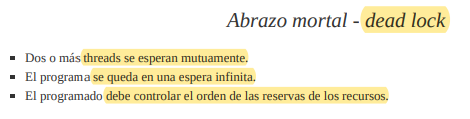 Abrazo mortal - dead lock
▪ Dos o más threads se esperan mutuamente.
▪ El programa se queda en una espera infinita.
▪ El programado debe controlar el orden de las reservas de los recursos.